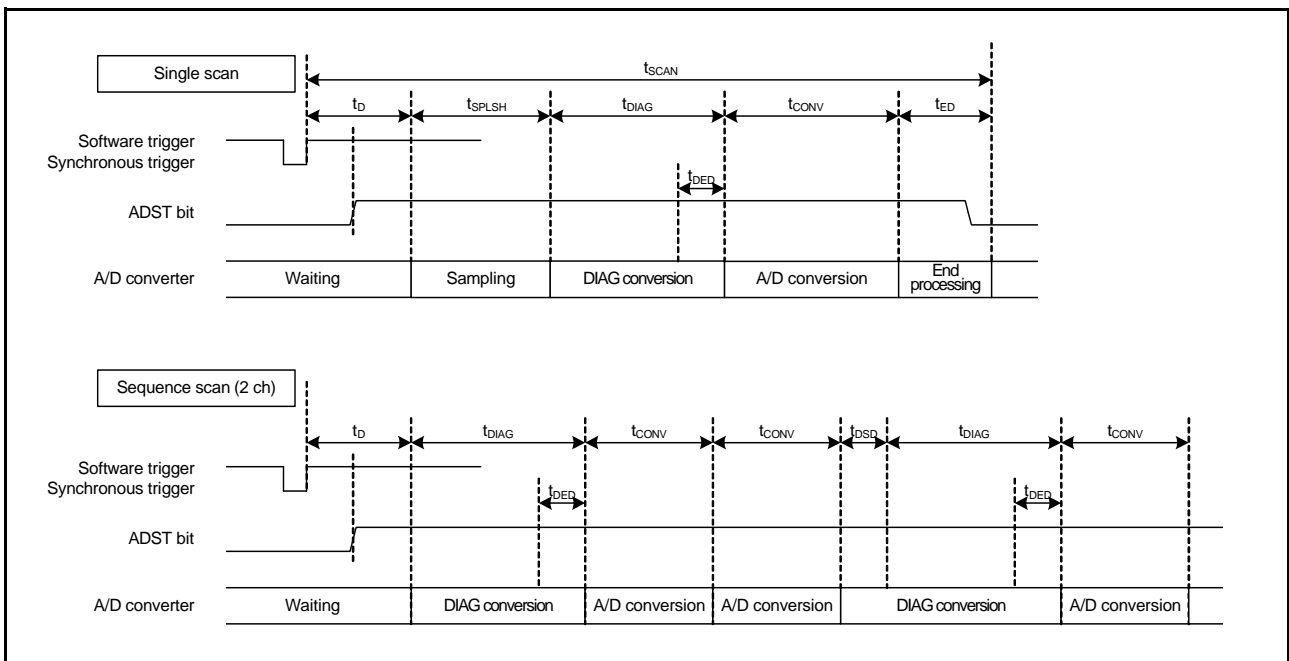 Single scan
tSCAN
tD tSPLSH tDIAG tCONV tED
Software trigger
Synchronous trigger
tDED
ADST bit
A/D converter Waiting Sampling DIAG conversion A/D conversion End processing
Sequence scan (2 ch)
tD tDIAG tCONV tCONV tDSD tDIAG tCONV
Software trigger
Synchronous trigger
tDED tDED
ADST bit
A/D converter Waiting DIAG conversion A/D conversion A/D conversion DIAG conversion A/D conversion